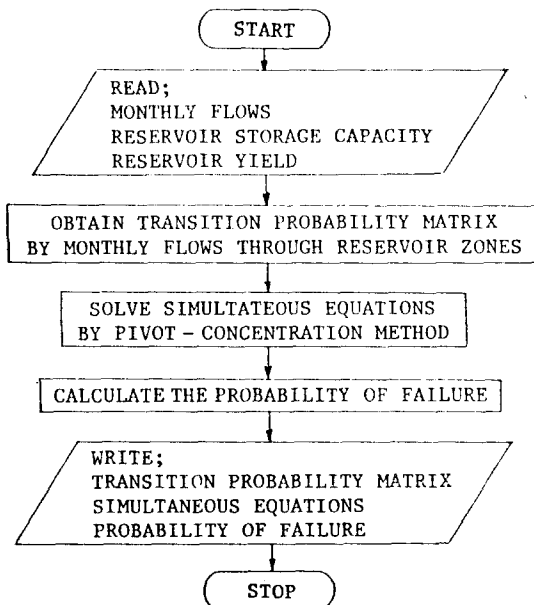 START
READ;
MONTHLY FLOWS
RESERVOIR STORAGE CAPACITY
RESERVOIR YIELD
OBTAIN TRANSITION PROBABILITY MATRIX
BY MONTHLY FLOWS THROUGH RESERVOIR ZONES
SOLVE SIMULTATEOUS EQUATIONS
BY PIVOT - CONCENTRATION METHOD
CALCULATE THE PROBABILITY OF FAILURE
WRITE;
TRANSITION PROBABILITY MATRIX
SIMULTANEOUS EQUATIONS
PROBABILITY OF FAILURE
STOP